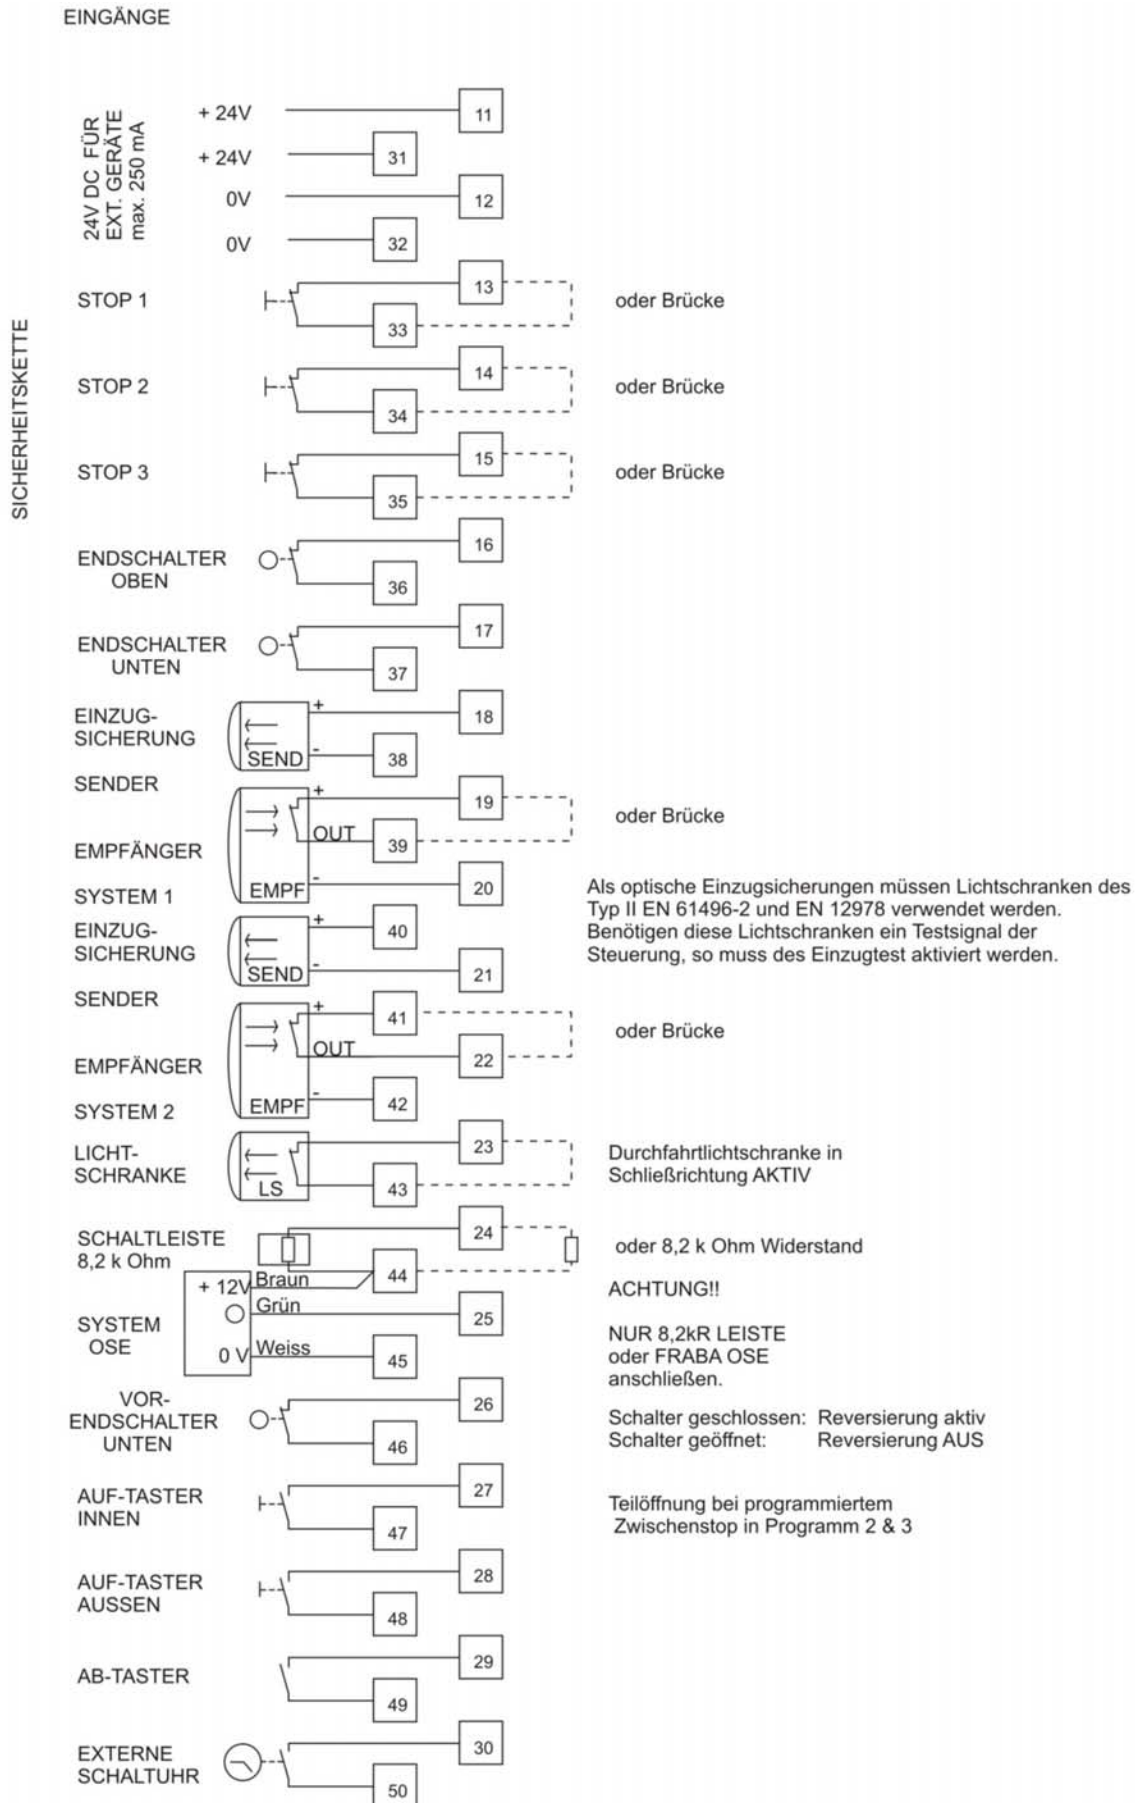 EINGÄNGE
SICHERHEITSKETTE
24V DC FÜR
EXT. GERÄTE
max. 250 mA
+ 24V 11
+ 24V 31
0V 12
0V 32
STOP 1 13
33
oder Brücke
STOP 2 14
34
oder Brücke
STOP 3 15
35
oder Brücke
ENDSCHALTER
OBEN
16
36
ENDSCHALTER
UNTEN
17
37
EINZUG-
SICHERUNG
SENDER
+ 18
SEND - 38
EMPFÄNGER
SYSTEM 1
+ 19
OUT 39
EMPF - 20
oder Brücke
Als optische Einzugsicherungen müssen Lichtschranken des
Typ II EN 61496-2 und EN 12978 verwendet werden.
Benötigen diese Lichtschranken ein Testsignal der
Steuerung, so muss des Einzugtest aktiviert werden.
EINZUG-
SICHERUNG
SENDER
+ 40
SEND - 21
EMPFÄNGER
SYSTEM 2
+ 41
OUT 22
EMPF - 42
oder Brücke
LICHT-
SCHRANKE
LS
23
43
Durchfahrtlichtschranke in
Schließrichtung AKTIV
SCHALTLEISTE
8,2 k Ohm
24
44
oder 8,2 k Ohm Widerstand
SYSTEM
OSE
+ 12V Braun
Grün 25
0 V Weiss 45
ACHTUNG!!
NUR 8,2kR LEISTE
oder FRABA OSE
anschließen.
VOR-
ENDSCHALTER
UNTEN
26
46
Schalter geschlossen: Reversierung aktiv
Schalter geöffnet: Reversierung AUS
AUF-TASTER
INNEN
27
47
Teilöffnung bei programmiertem
Zwischenstop in Programm 2 & 3
AUF-TASTER
AUSSEN
28
48
AB-TASTER
29
49
EXTERNE
SCHALTUHR
30
50